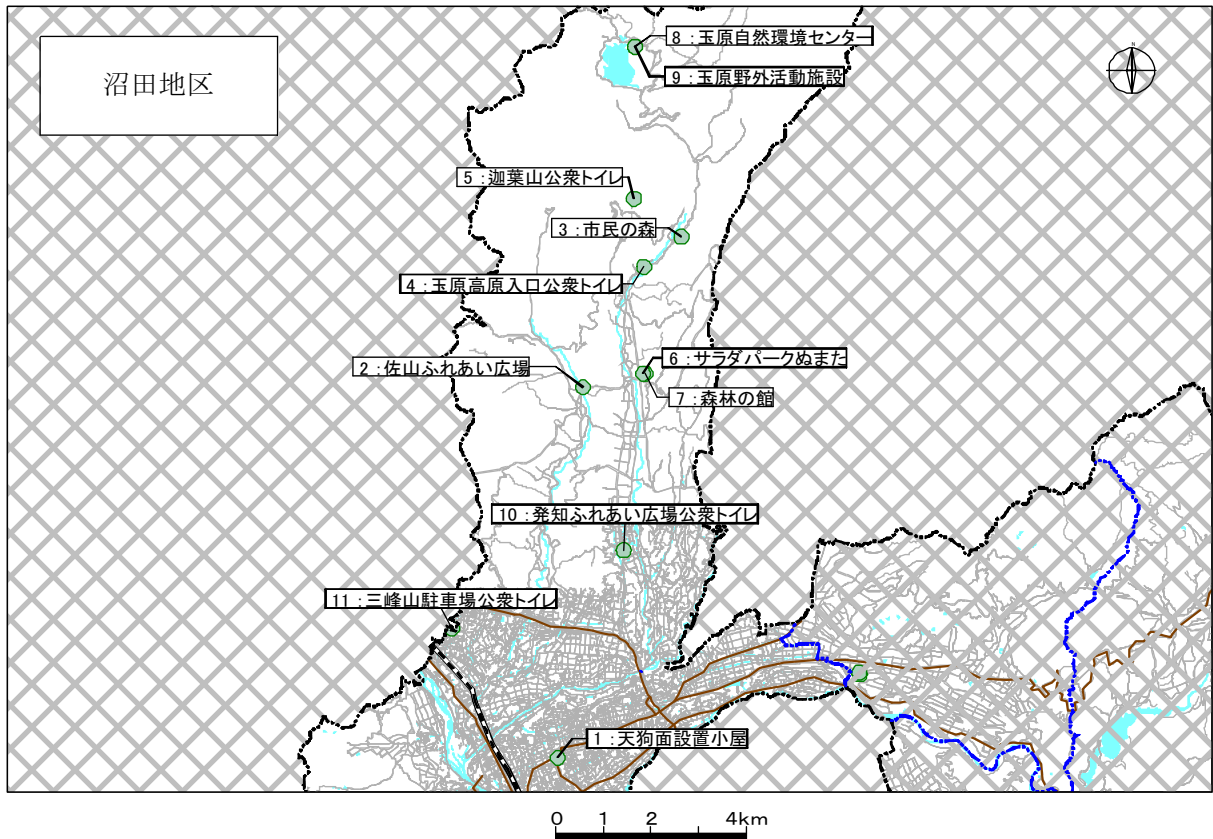 沼田地区
N
8：玉原自然環境センター
9：玉原野外活動施設
5：迦葉山公衆トイレ
3：市民の森
4：玉原高原入口公衆トイレ
2：佐山ふれあい広場
6：サラダパークぬまた
7：森林の館
10：発知ふれあい広場公衆トイレ
11：三峰山駐車場公衆トイレ
1：天狗面設置小屋
0 1 2 4km